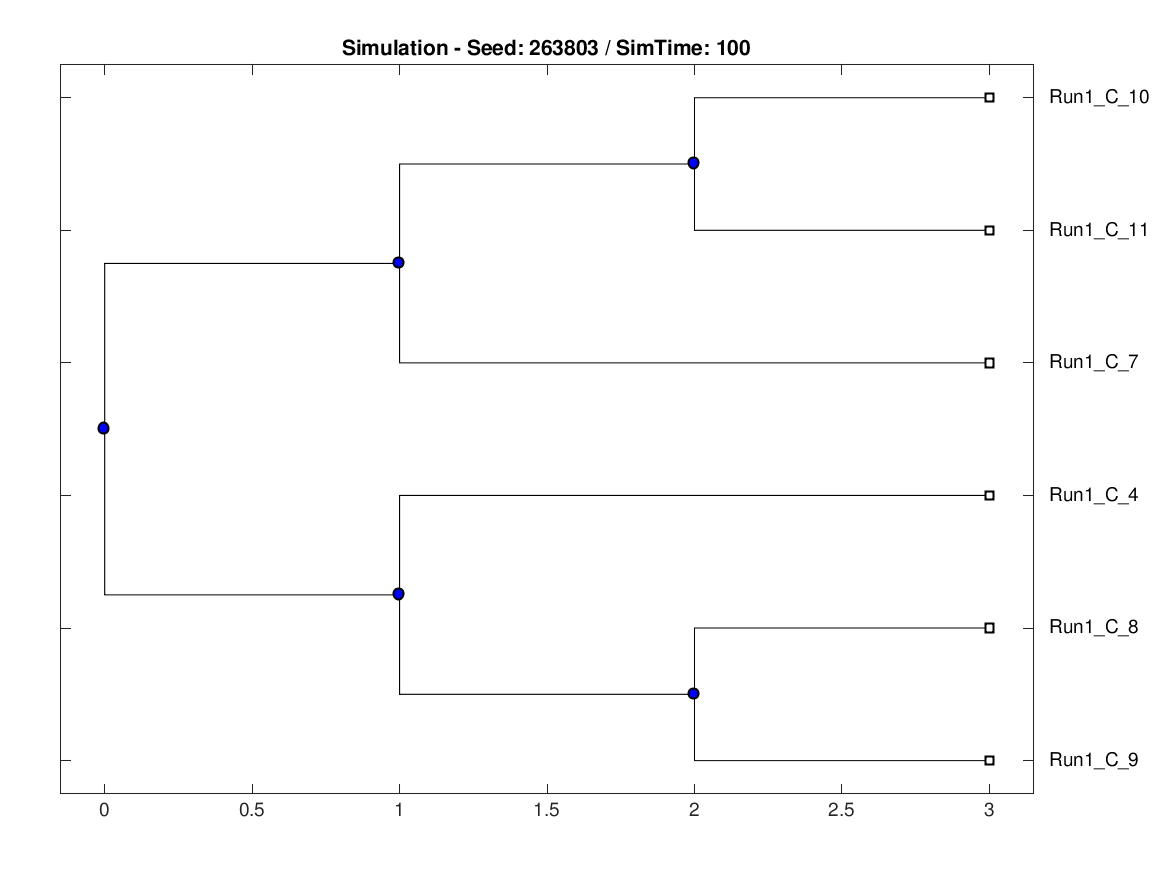 Simulation - Seed: 263803 / SimTime: 100
Run1_C_10
Run1_C_11
Run1_C_7
Run1_C_4
Run1_C_8
Run1_C_9
0 0.5 1 1.5 2 2.5 3